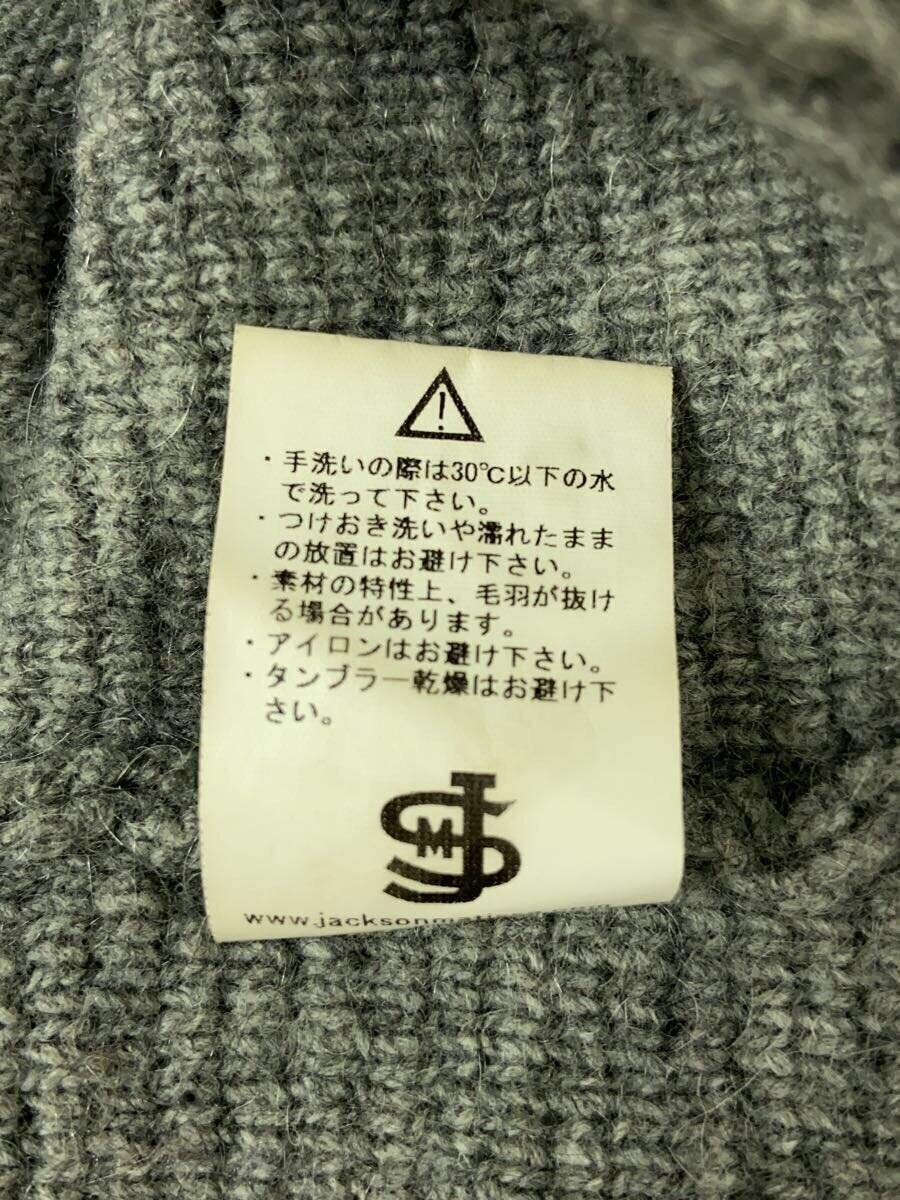 ・手洗いの際は30℃以下の水
で洗って下さい。
・つけおき洗いや濡れたまま
の放置はお避け下さい。
・素材の特性上、毛羽が抜け
る場合があります。
・アイロンはお避け下さい。
・タンブラー乾燥はお避け下
さい。
JSM